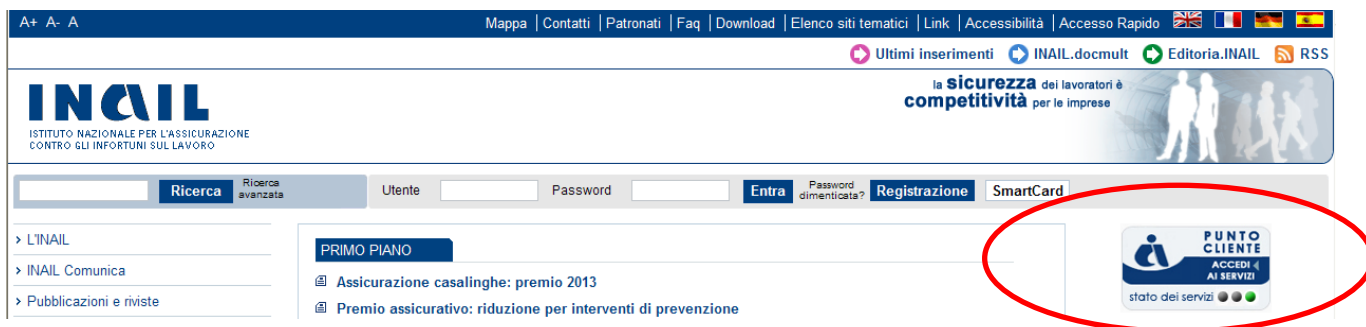 A+ A- A
Mappa | Contatti | Patronati | Faq | Download | Elenco siti tematici | Link | Accessibilità | Accesso Rapido
Ultimi inserimenti INAIL.docmult Editoria.INAIL RSS
la sicurezza dei lavoratori è
competitività per le imprese
INAIL
ISTITUTO NAZIONALE PER L'ASSICURAZIONE
CONTRO GLI INFORTUNI SUL LAVORO
Ricerca Ricerca avanzata Utente Password Entra Password dimenticata? Registrazione SmartCard
> L'INAIL
> INAIL Comunica
> Pubblicazioni e riviste
PRIMO PIANO
Assicurazione casalinghe: premio 2013
Premio assicurativo: riduzione per interventi di prevenzione
PUNTO
CLIENTE
ACCEDI
AI SERVIZI
stato dei servizi